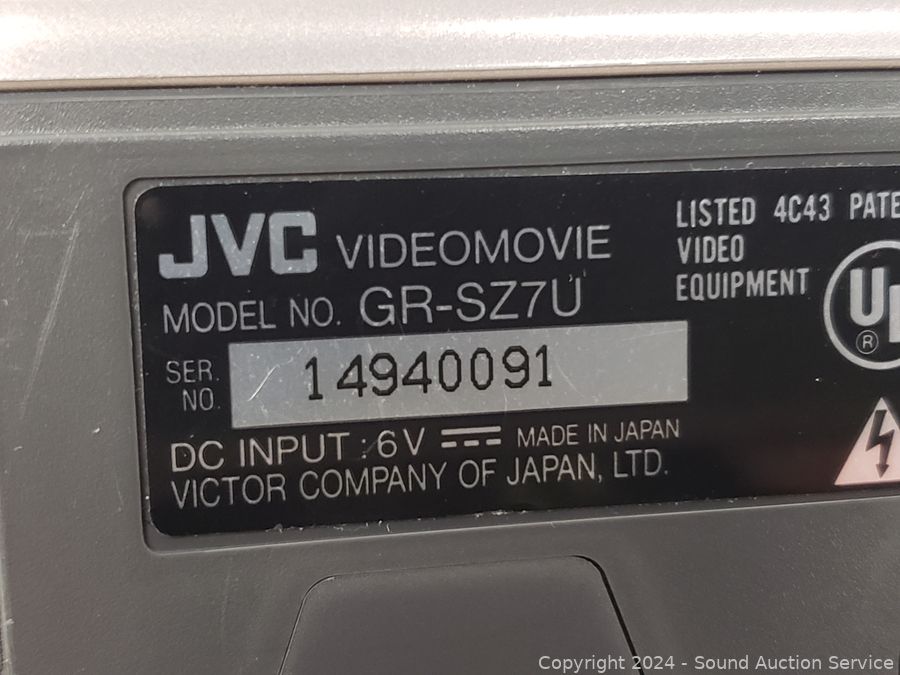 JVC VIDEOMOVIE
MODEL NO. GR-SZ7U
SER. NO. 14940091
DC INPUT : 6V MADE IN JAPAN
VICTOR COMPANY OF JAPAN, LTD.
LISTED 4C43
VIDEO
EQUIPMENT
U
®
Copyright © 2024 - Sound Auction Service